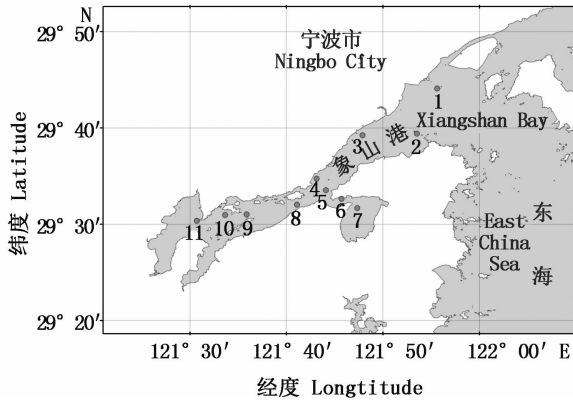 N
29° 50′
宁波市
Ningbo City
1
29° 40′
Xiangshan Bay
2
3
象山港
4
5
6
7
8
9
10
11
29° 30′
东海
East
China
Sea
29° 20′
纬度 Latitude
121° 30′
121° 40′
121° 50′
122° 00′ E
经度 Longtitude